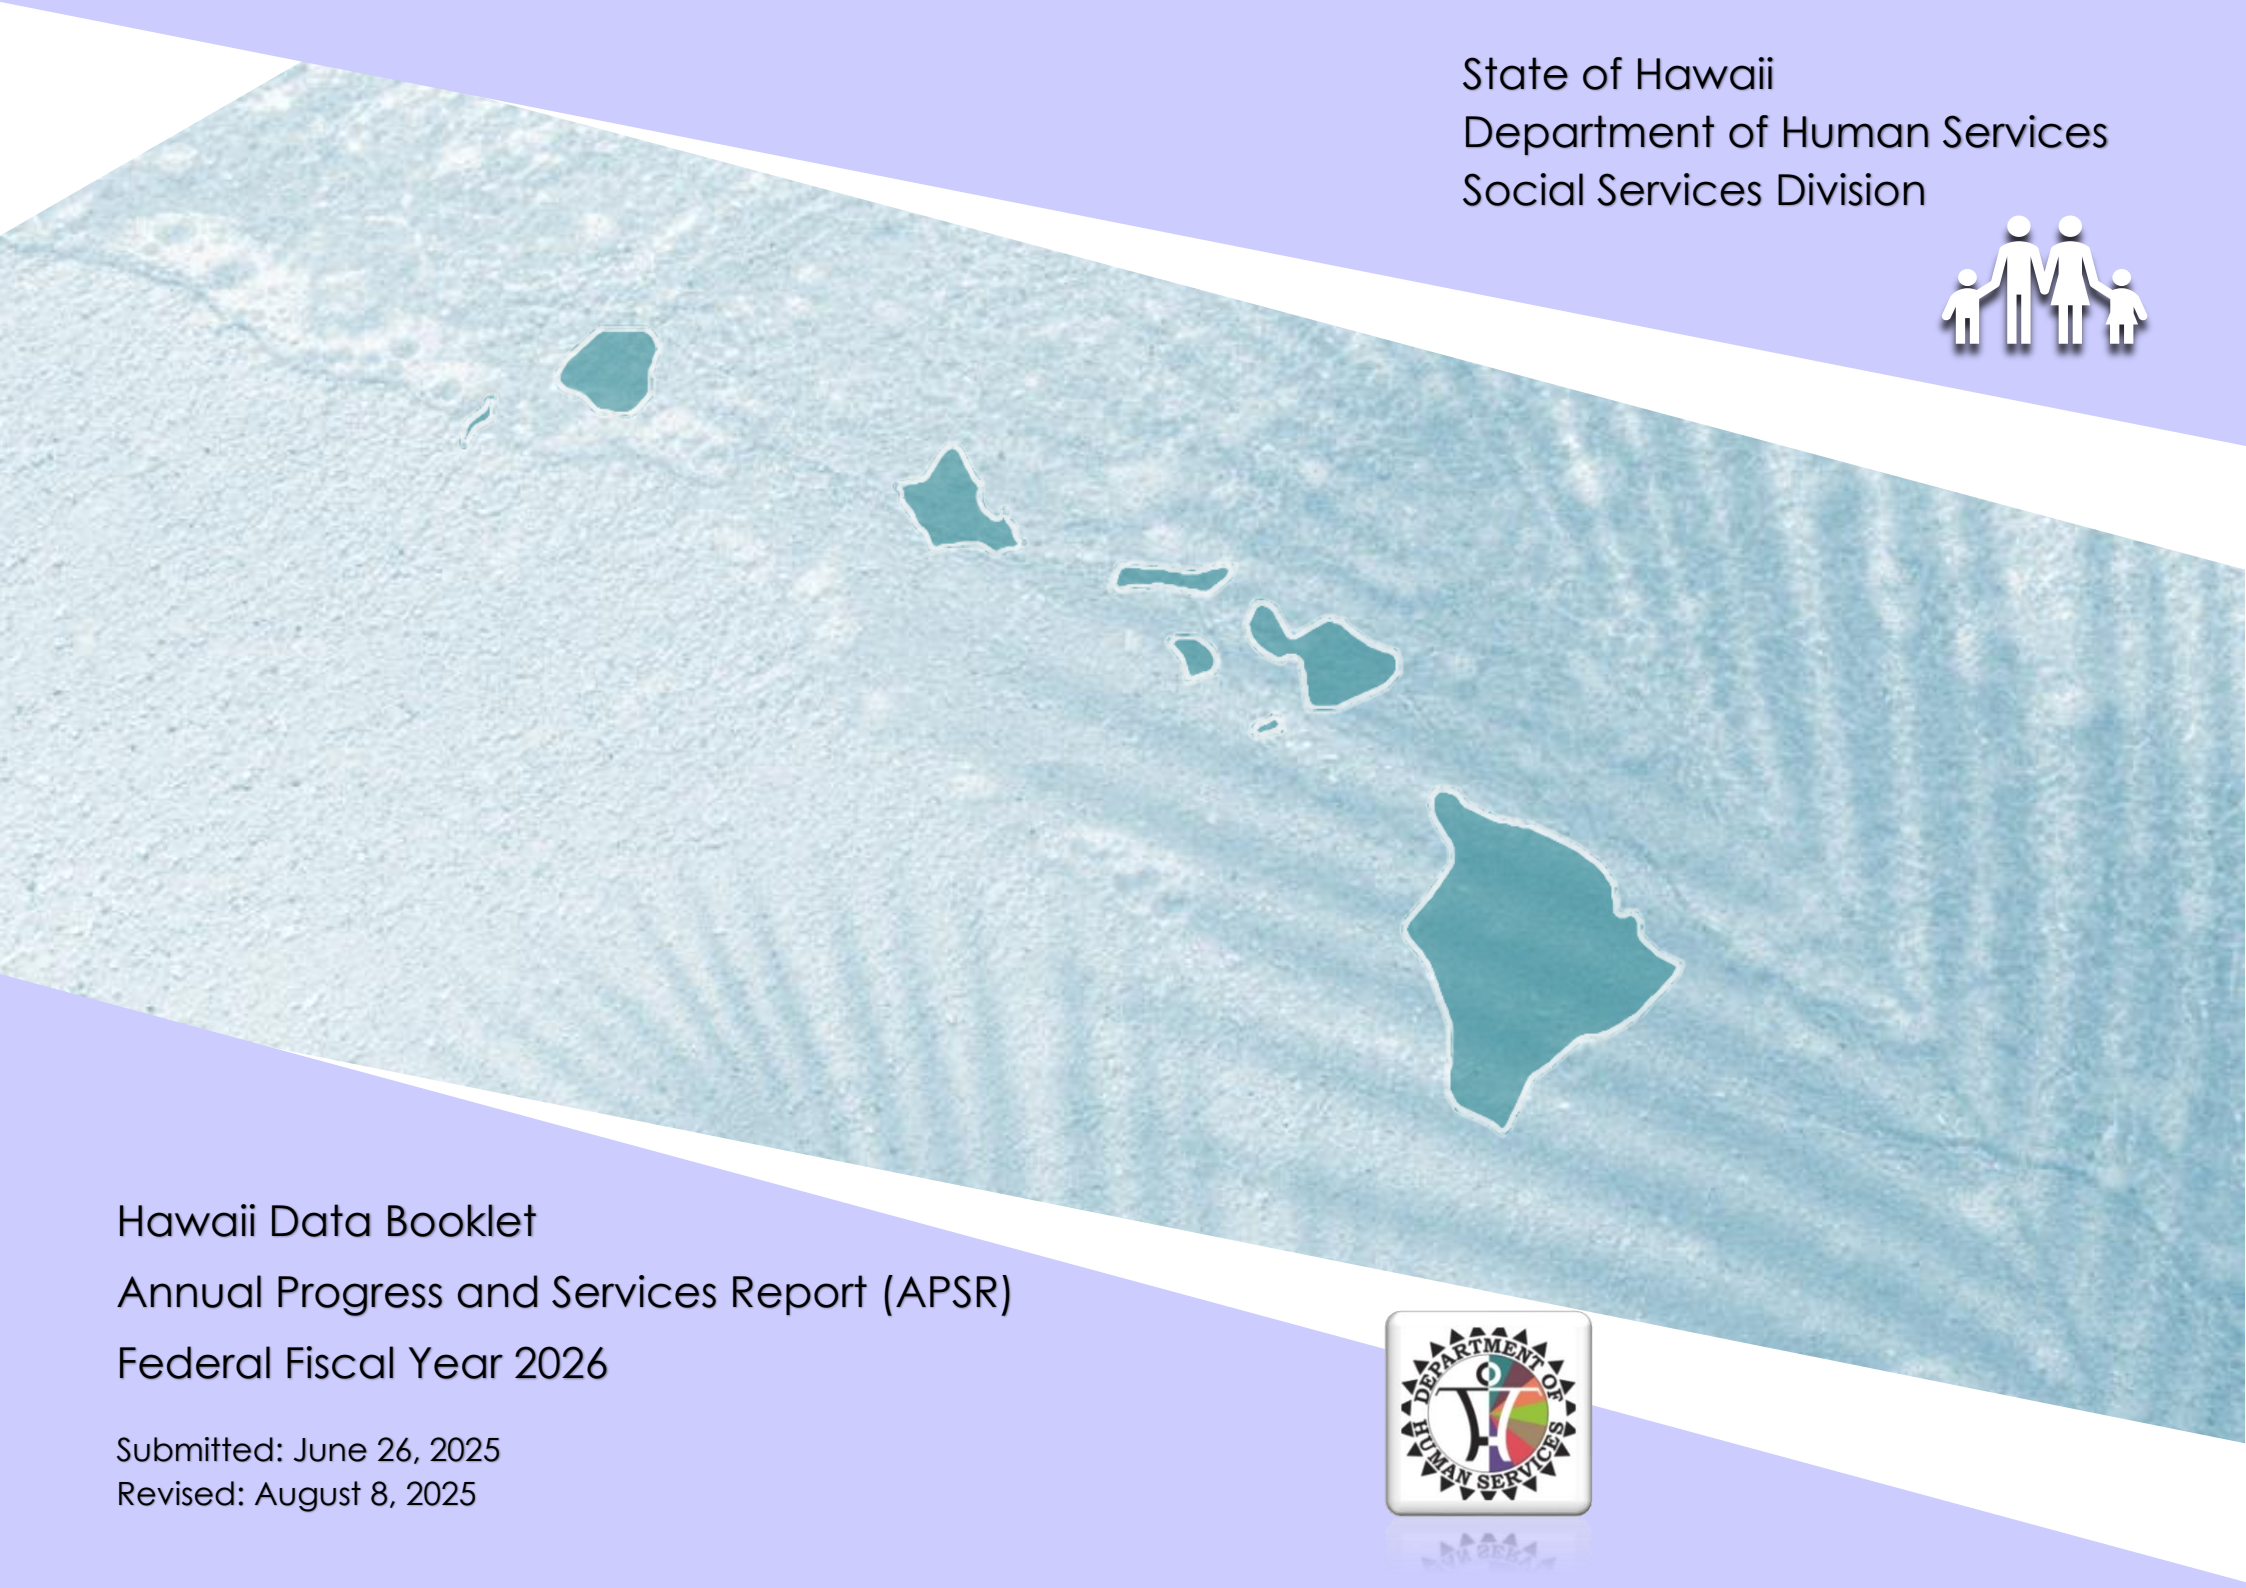 State of Hawaii
Department of Human Services
Social Services Division
Hawaii Data Booklet
Annual Progress and Services Report (APSR)
Federal Fiscal Year 2026
Submitted: June 26, 2025
Revised: August 8, 2025
DEPARTMENT OF
HUMAN SERVICES